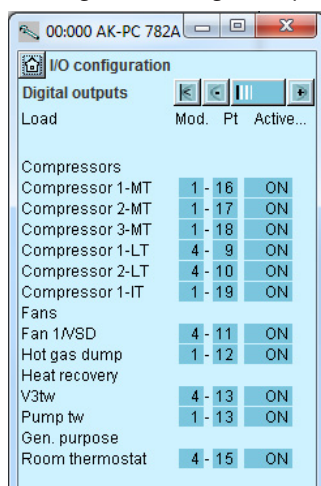 00:000 AK-PC 782A
I/O configuration
Digital outputs
Load Mod. Pt Active...
Compressors
Compressor 1-MT 1 - 16 ON
Compressor 2-MT 1 - 17 ON
Compressor 3-MT 1 - 18 ON
Compressor 1-LT 4 - 9 ON
Compressor 2-LT 4 - 10 ON
Compressor 1-IT 1 - 19 ON
Fans
Fan 1/VSD 4 - 11 ON
Hot gas dump 1 - 12 ON
Heat recovery
V3tw 4 - 13 ON
Pump tw 1 - 13 ON
Gen. purpose
Room thermostat 4 - 15 ON